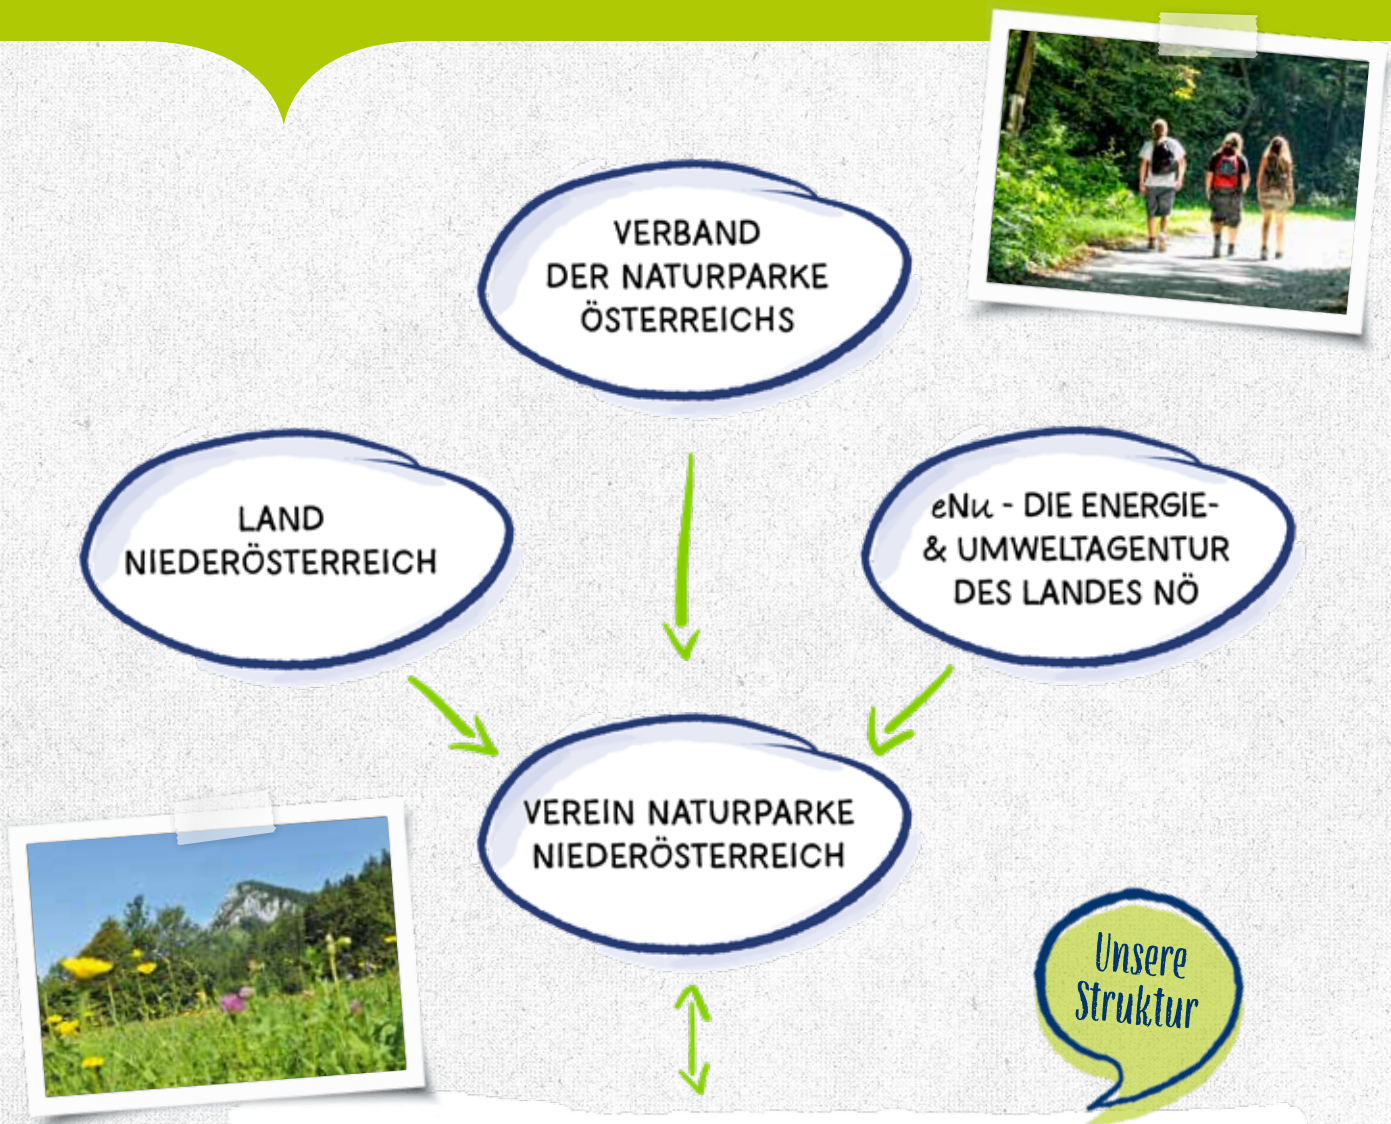 VERBAND
DER NATURPARKE
ÖSTERREICHS
LAND
NIEDERÖSTERREICH
eNu - DIE ENERGIE-
& UMWELTAGENTUR
DES LANDES NÖ
VEREIN NATURPARKE
NIEDERÖSTERREICH
Unsere
Struktur